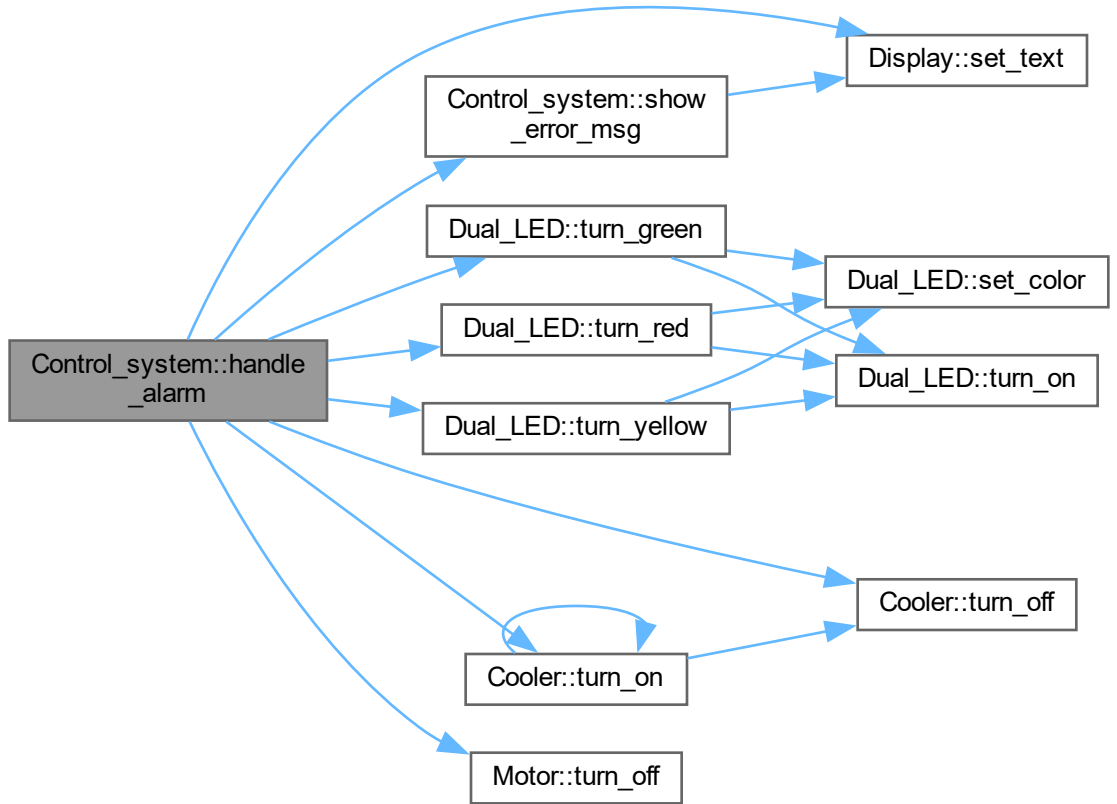 Display::set_text
Control_system::show
_error_msg
Dual_LED::turn_green
Dual_LED::set_color
Dual_LED::turn_red
Control_system::handle
_alarm
Dual_LED::turn_on
Dual_LED::turn_yellow
Cooler::turn_off
Cooler::turn_on
Motor::turn_off